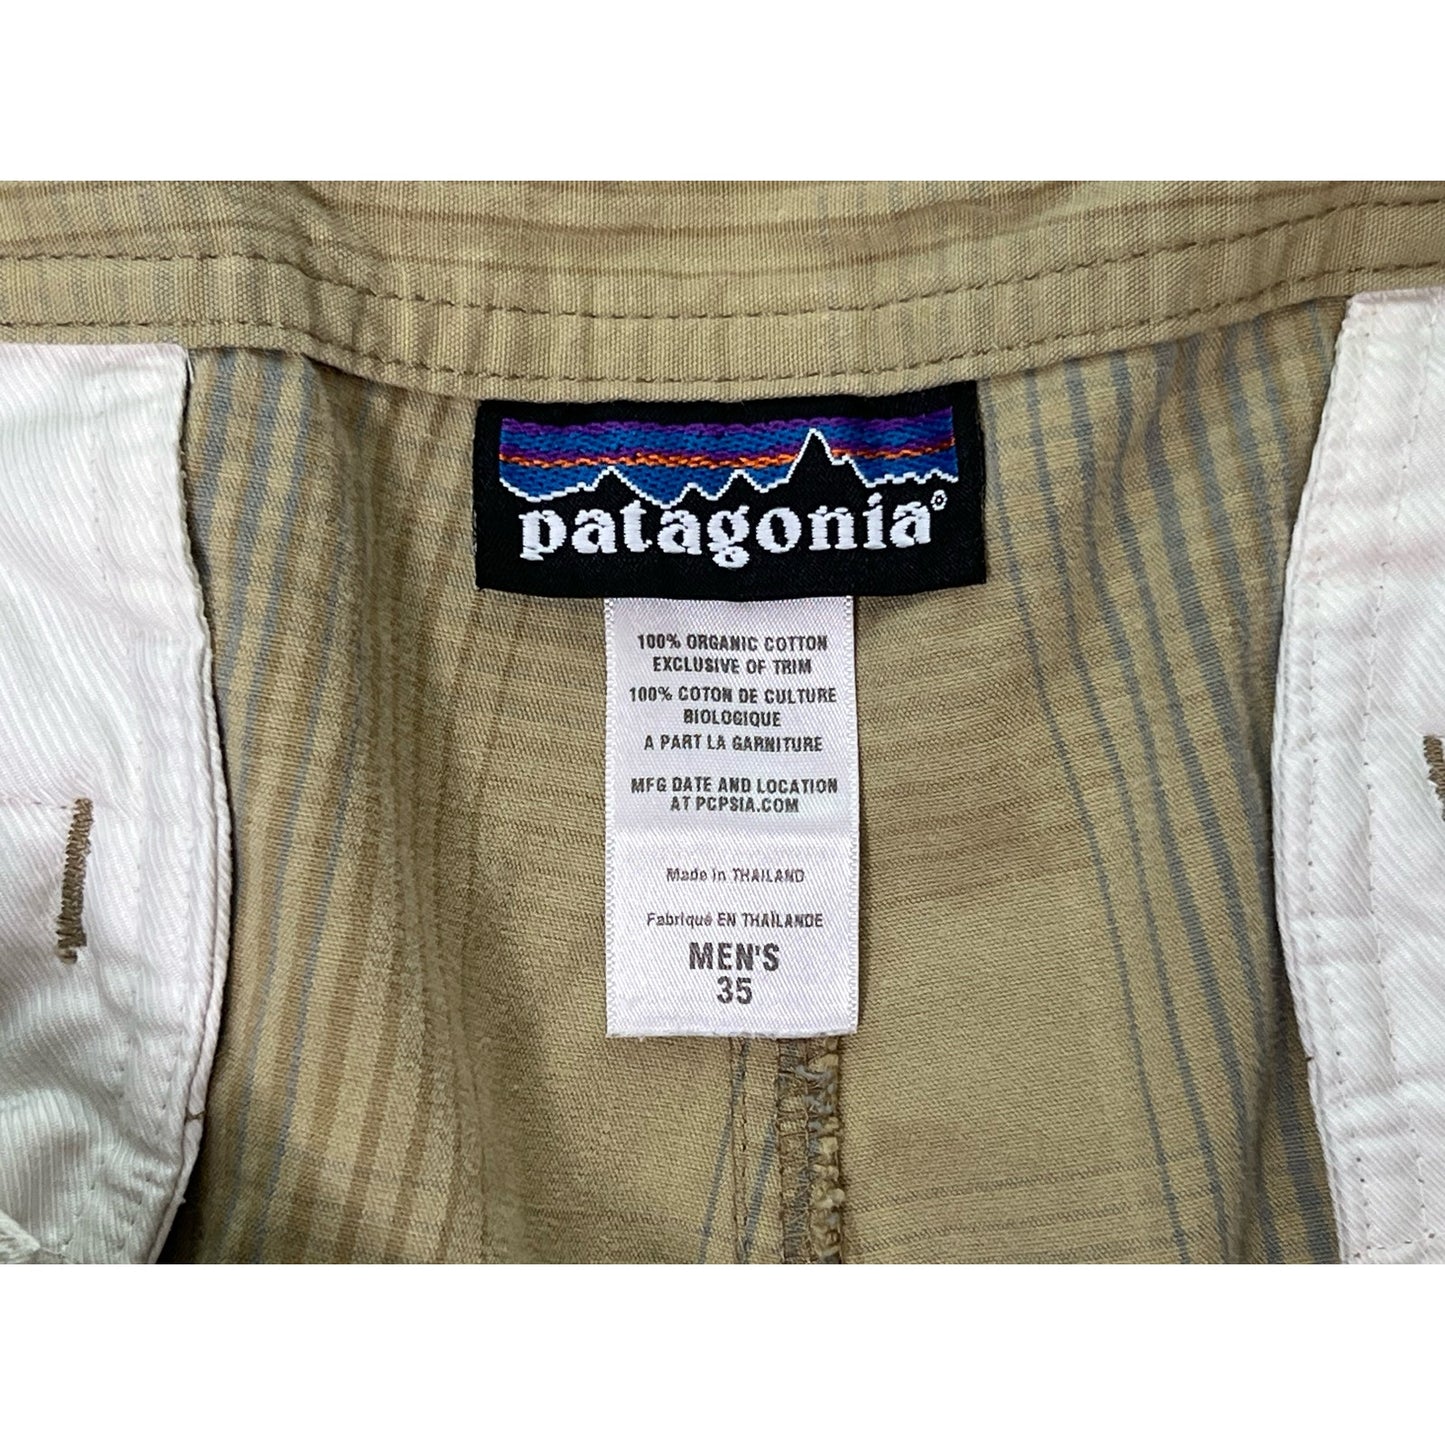 patagonia®
100% ORGANIC COTTON
EXCLUSIVE OF TRIM
100% COTON DE CULTURE
BIOLOGIQUE
A PART LA GARNITURE
MFG DATE AND LOCATION
AT PCPSIA.COM
Made in THAILAND
Fabriqué EN THAÏLANDE
MEN'S
35